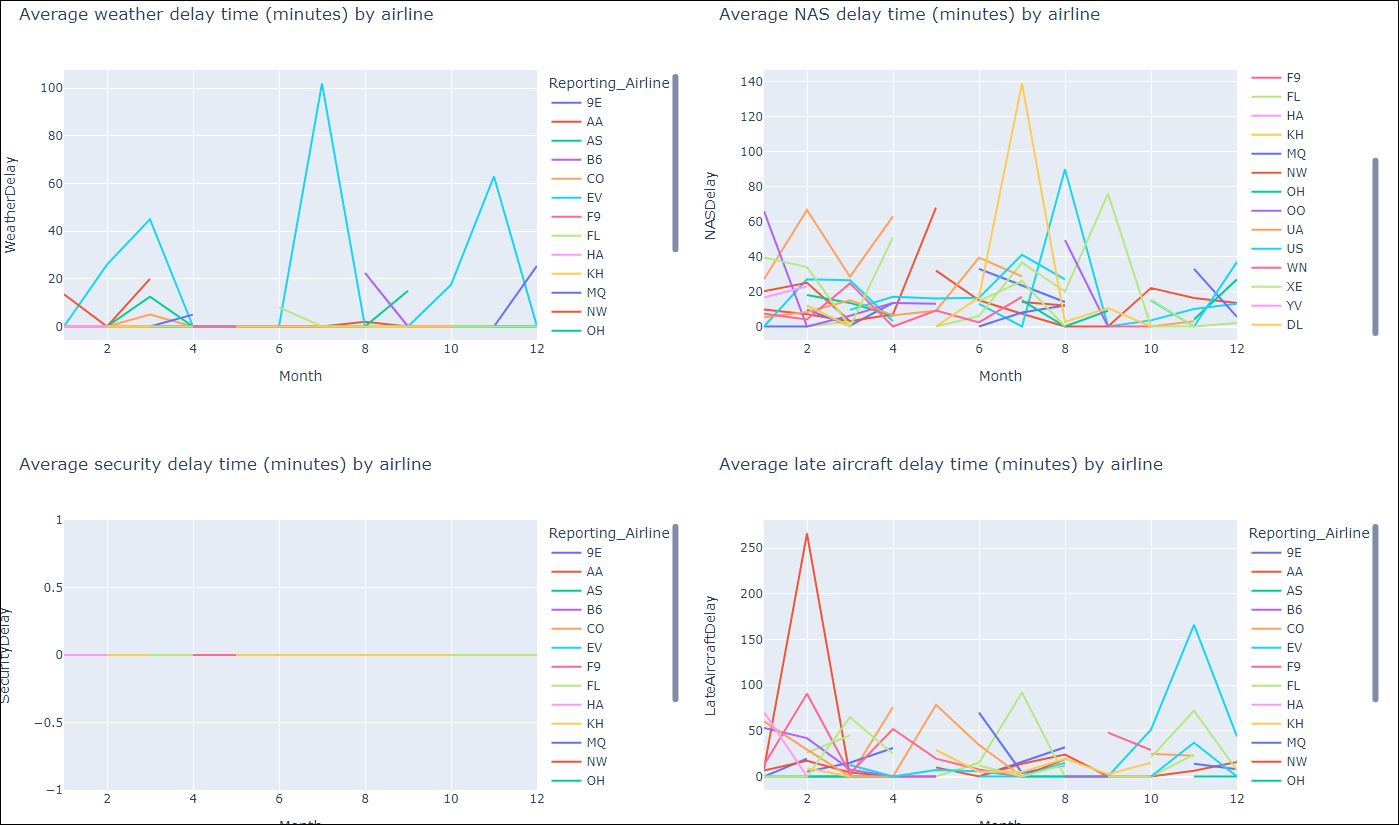 Average weather delay time (minutes) by airline
WeatherDelay
100
80
60
40
20
0
2
4
6
8
10
12
Month
Reporting_Airline
9E
AA
AS
B6
CO
EV
F9
FL
HA
KH
MQ
NW
OH
Average NAS delay time (minutes) by airline
NASDelay
140
120
100
80
60
40
20
0
2
4
6
8
10
12
Month
F9
FL
HA
KH
MQ
NW
OH
OO
UA
US
WN
XE
YV
DL
Average security delay time (minutes) by airline
SecurityDelay
1
0.5
0
−0.5
−1
2
4
6
8
10
12
Month
Reporting_Airline
9E
AA
AS
B6
CO
EV
F9
FL
HA
KH
MQ
NW
OH
Average late aircraft delay time (minutes) by airline
LateAircraftDelay
250
200
150
100
50
0
2
4
6
8
10
12
Month
Reporting_Airline
9E
AA
AS
B6
CO
EV
F9
FL
HA
KH
MQ
NW
OH